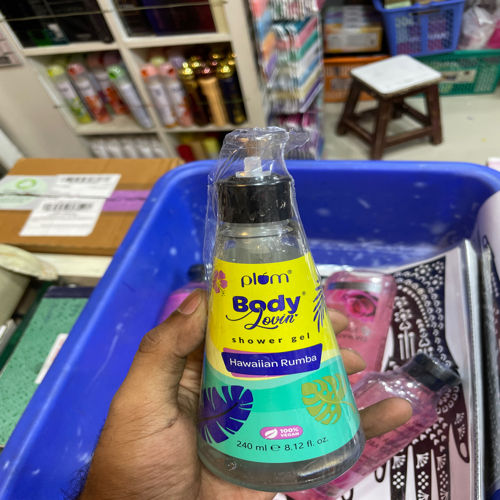 plum®
Body
Lovin'
shower gel
Hawaiian Rumba
100%
VEGAN
240 ml e 8.12 fl. oz.